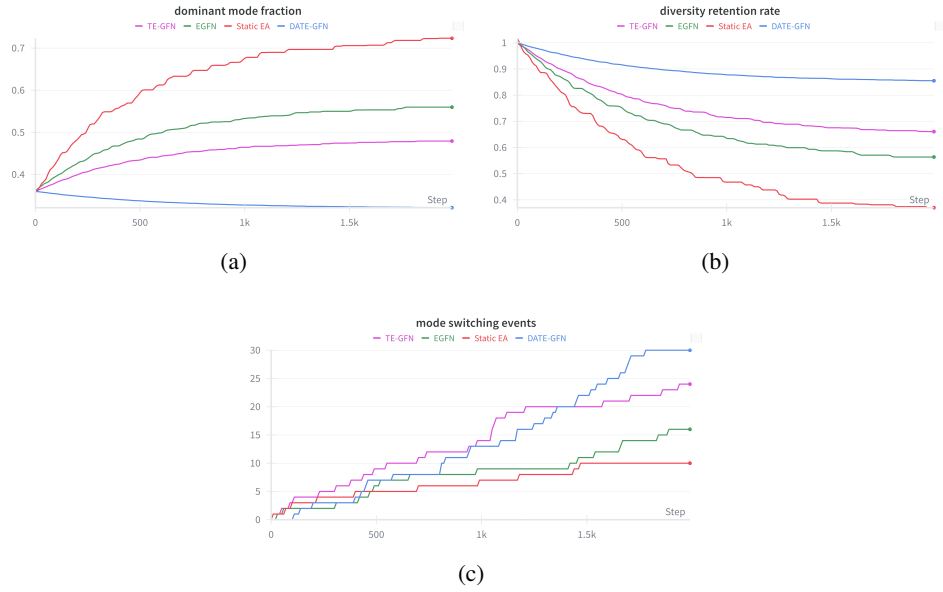 dominant mode fraction
TE-GFN EGFN Static EA DATE-GFN
0.7
0.6
0.5
0.4
Step
0 500 1k 1.5k
(a)
diversity retention rate
TE-GFN EGFN Static EA DATE-GFN
1
0.9
0.8
0.7
0.6
0.5
0.4
Step
0 500 1k 1.5k
(b)
mode switching events
TE-GFN EGFN Static EA DATE-GFN
30
25
20
15
10
5
0
Step
0 500 1k 1.5k
(c)